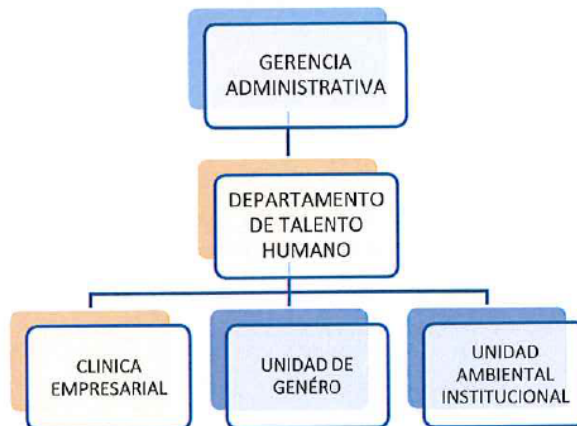 GERENCIA
ADMINISTRATIVA
DEPARTAMENTO
DE TALENTO
HUMANO
CLINICA
EMPRESARIAL
UNIDAD DE
GENÉRO
UNIDAD
AMBIENTAL
INSTITUCIONAL